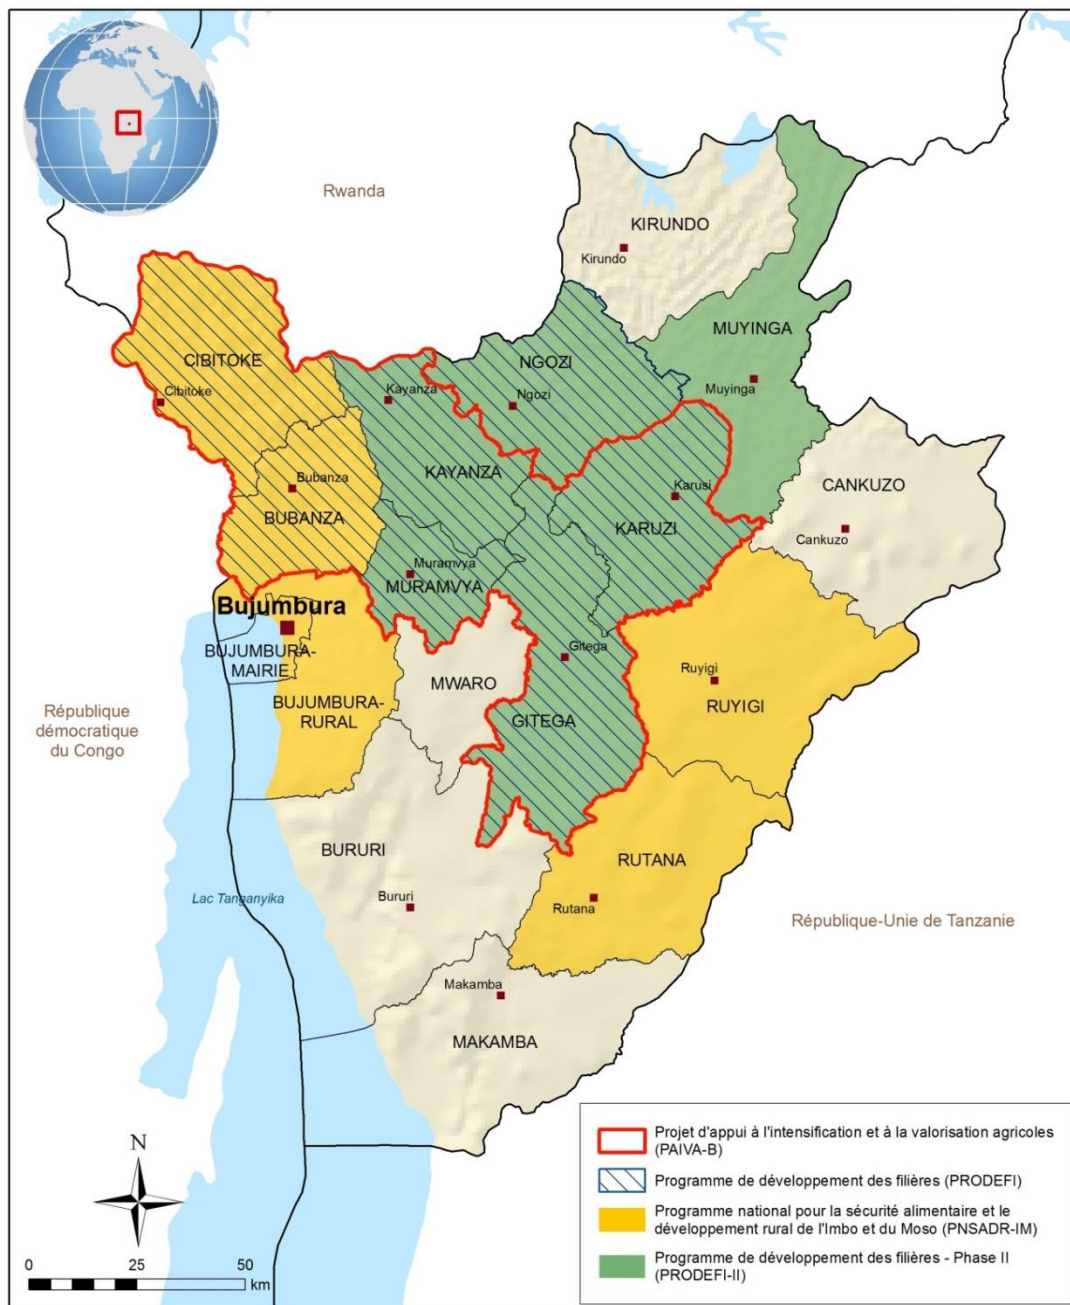 Rwanda
KIRUNDO
Kirundo
MUYINGA
Muyinga
CIBITOKE
Cibitoke
NGOZI
Ngozi
Kayanza
KAYANZA
Bubanza
BUBANZA
Karusi
KARUZI
CANKUZO
Cankuzo
Muramvya
MURAMVYA
Bujumbura
BUJUMBURA-
MAIRIE
BUJUMBURA-
RURAL
MWARO
Gitega
GITEGA
Ruyigi
RUYIGI
République
démocratique
du Congo
BURURI
Bururi
RUTANA
Rutana
Lac Tanganyika
République-Unie de Tanzanie
Makamba
MAKAMBA
N
0 25 50
km
Projet d'appui à l'intensification et à la valorisation agricoles
(PAIVA-B)
Programme de développement des filières (PRODEFI)
Programme national pour la sécurité alimentaire et le
développement rural de l'Imbo et du Moso (PNSADR-IM)
Programme de développement des filières - Phase II
(PRODEFI-II)